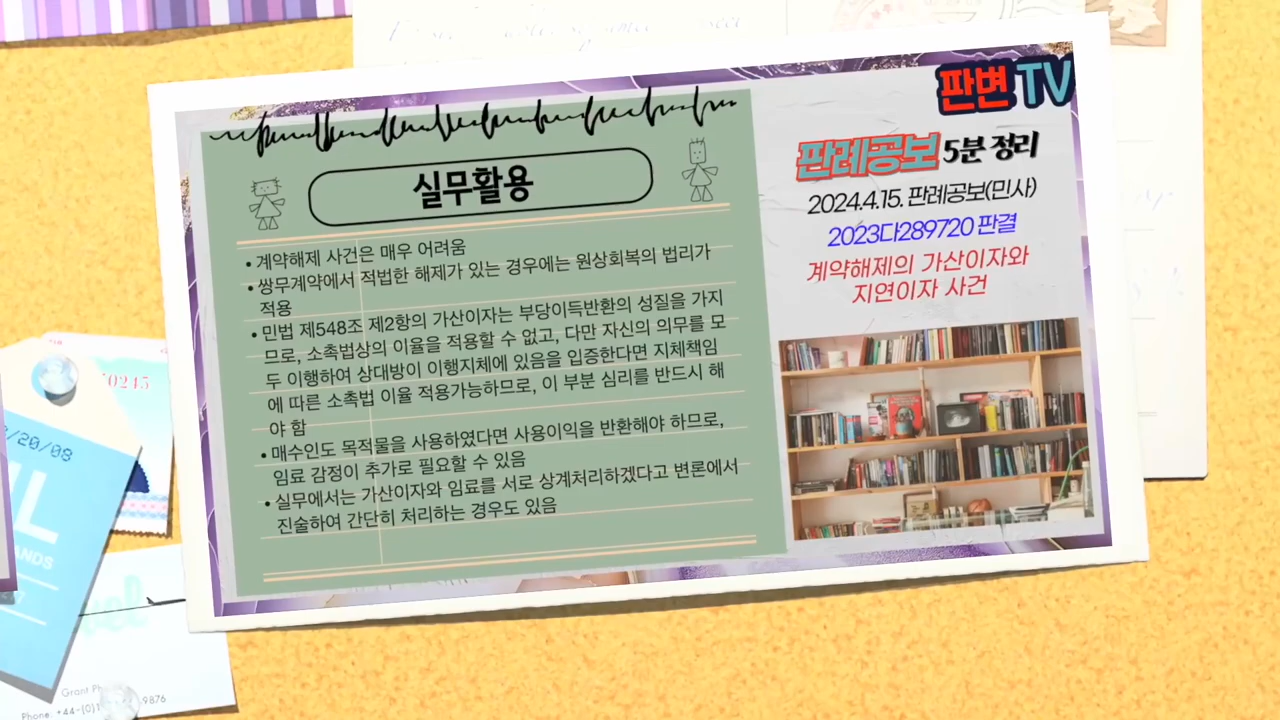 판변 TV
판례공보 5분 정리
2024.4.15. 판례공보(민사)
2023다289720 판결
계약해제의 가산이자와
지연이자 사건
실무활용
• 계약해제 사건은 매우 어려움
• 쌍무계약에서 적법한 해제가 있는 경우에는 원상회복의 법리가
적용
• 민법 제548조 제2항의 가산이자는 부당이득반환의 성질을 가지
므로, 소촉법상의 이율을 적용할 수 없고, 다만 자신의 의무를 모
두 이행하여 상대방이 이행지체에 있음을 입증한다면 지체책임
에 따른 소촉법 이율 적용가능하므로, 이 부분 심리를 반드시 해
야 함
• 매수인도 목적물을 사용하였다면 사용이익을 반환해야 하므로,
임료 감정이 추가로 필요할 수 있음
• 실무에서는 가산이자와 임료를 서로 상계처리하겠다고 변론에서
진술하여 간단히 처리하는 경우도 있음
0245
/20/08
L
ANDS
Grant
Phone: +44-(0) 9876